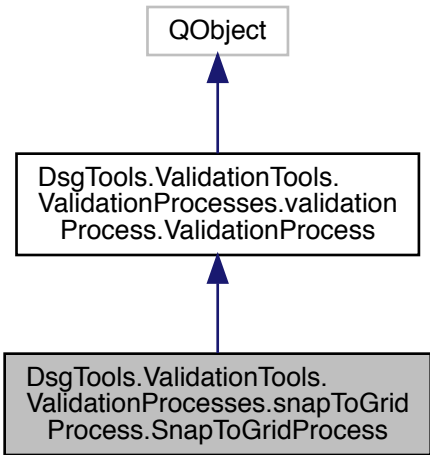 QObject
DsgTools.ValidationTools.
ValidationProcesses.validation
Process.ValidationProcess
DsgTools.ValidationTools.
ValidationProcesses.snapToGrid
Process.SnapToGridProcess